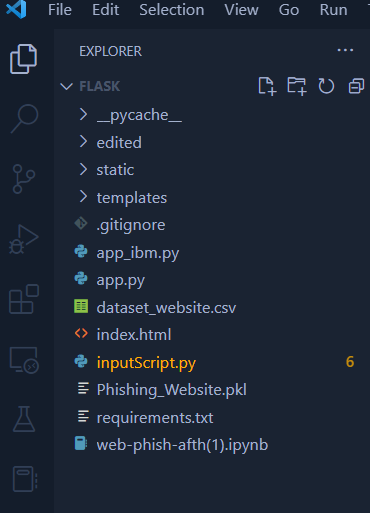 File Edit Selection View Go Run T
EXPLORER
FLASK
__pycache__
edited
static
templates
.gitignore
app_ibm.py
app.py
dataset_website.csv
index.html
inputScript.py 6
Phishing_Website.pkl
requirements.txt
web-phish-afth(1).ipynb